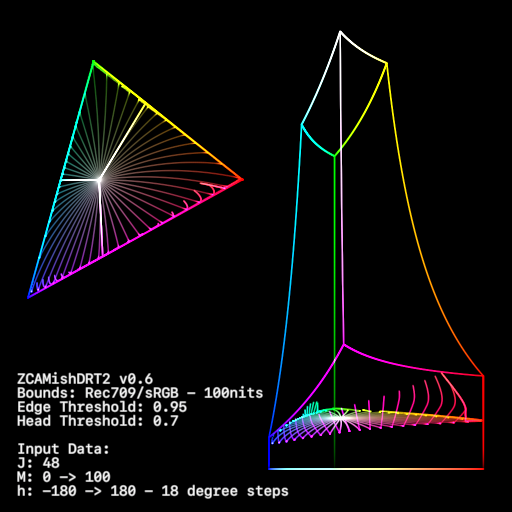 ZCAMishDRT2 v0.6
Bounds: Rec709/sRGB - 100nits
Edge Threshold: 0.95
Head Threshold: 0.7
Input Data:
J: 48
M: 0 -> 100
h: -180 -> 180 - 18 degree steps